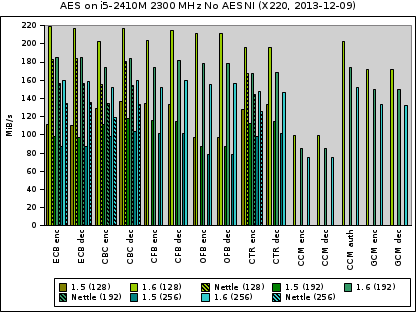 AES on i5-2410M 2300 MHz No AESNI (X220, 2013-12-09)
MiB/s
220
200
180
160
140
120
100
80
60
40
20
0
ECB enc
ECB dec
CBC enc
CBC dec
CFB enc
CFB dec
OFB enc
OFB dec
CTR enc
CTR dec
CCM enc
CCM dec
CCM auth
GCM enc
GCM dec
1.5 (128)
1.6 (128)
Nettle (128)
1.5 (192)
1.6 (192)
Nettle (192)
1.5 (256)
1.6 (256)
Nettle (256)